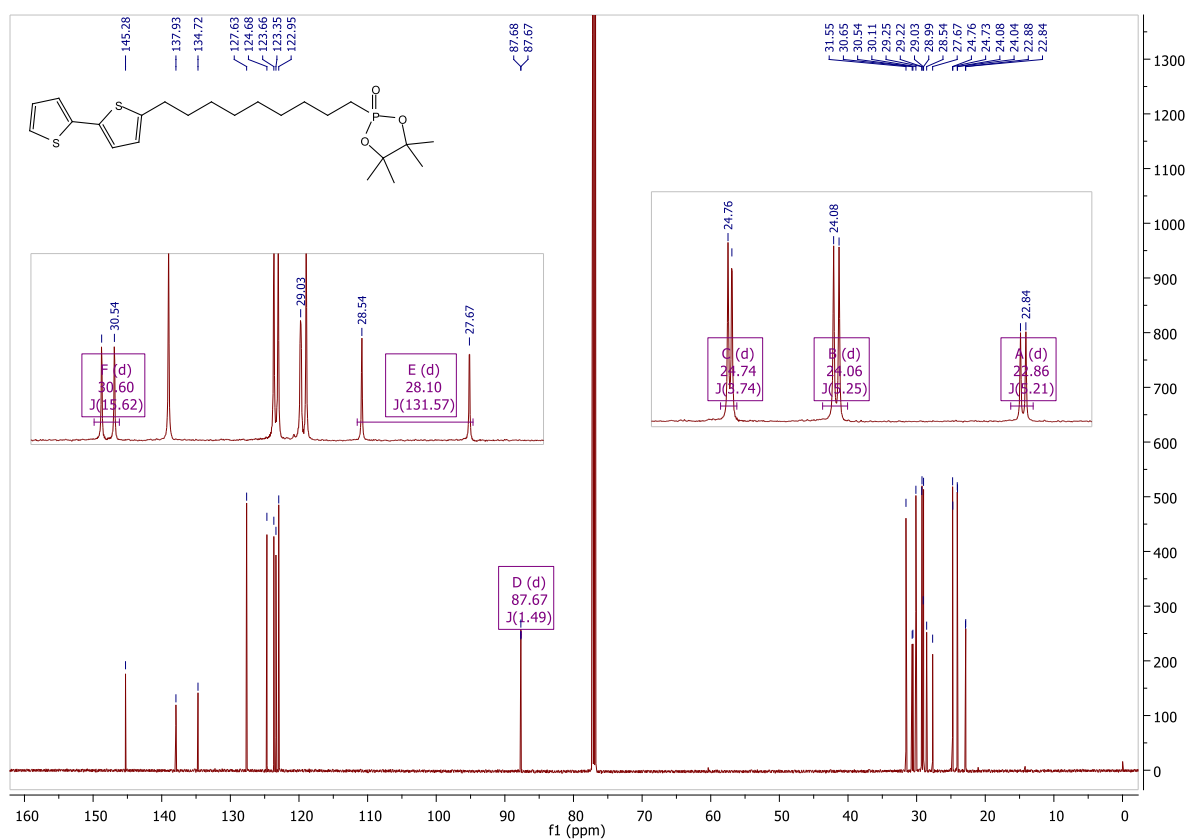 145.28
137.93
134.72
127.63
124.68
123.66
123.35
122.95
87.68
87.67
31.55
30.65
30.54
30.11
29.25
29.22
29.03
28.99
28.54
27.67
24.76
24.73
24.08
24.04
22.88
22.84
S
S
O
P
O
O
30.54
29.03
28.54
27.67
F (d)
30.60
J(15.62)
E (d)
28.10
J(131.57)
24.76
24.08
22.84
C (d)
24.74
J(3.74)
B (d)
24.06
J(5.25)
A (d)
22.86
J(5.21)
D (d)
87.67
J(1.49)
1300
1200
1100
1000
900
800
700
600
500
400
300
200
100
0
160 150 140 130 120 110 100 90 80 70 60 50 40 30 20 10 0
f1 (ppm)